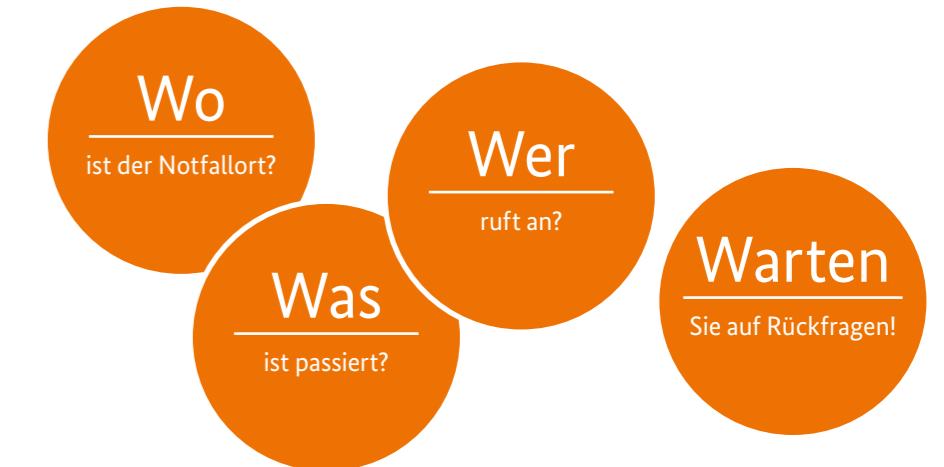 Wo
ist der Notfallort?
Was
ist passiert?
Wer
ruft an?
Warten
Sie auf Rückfragen!